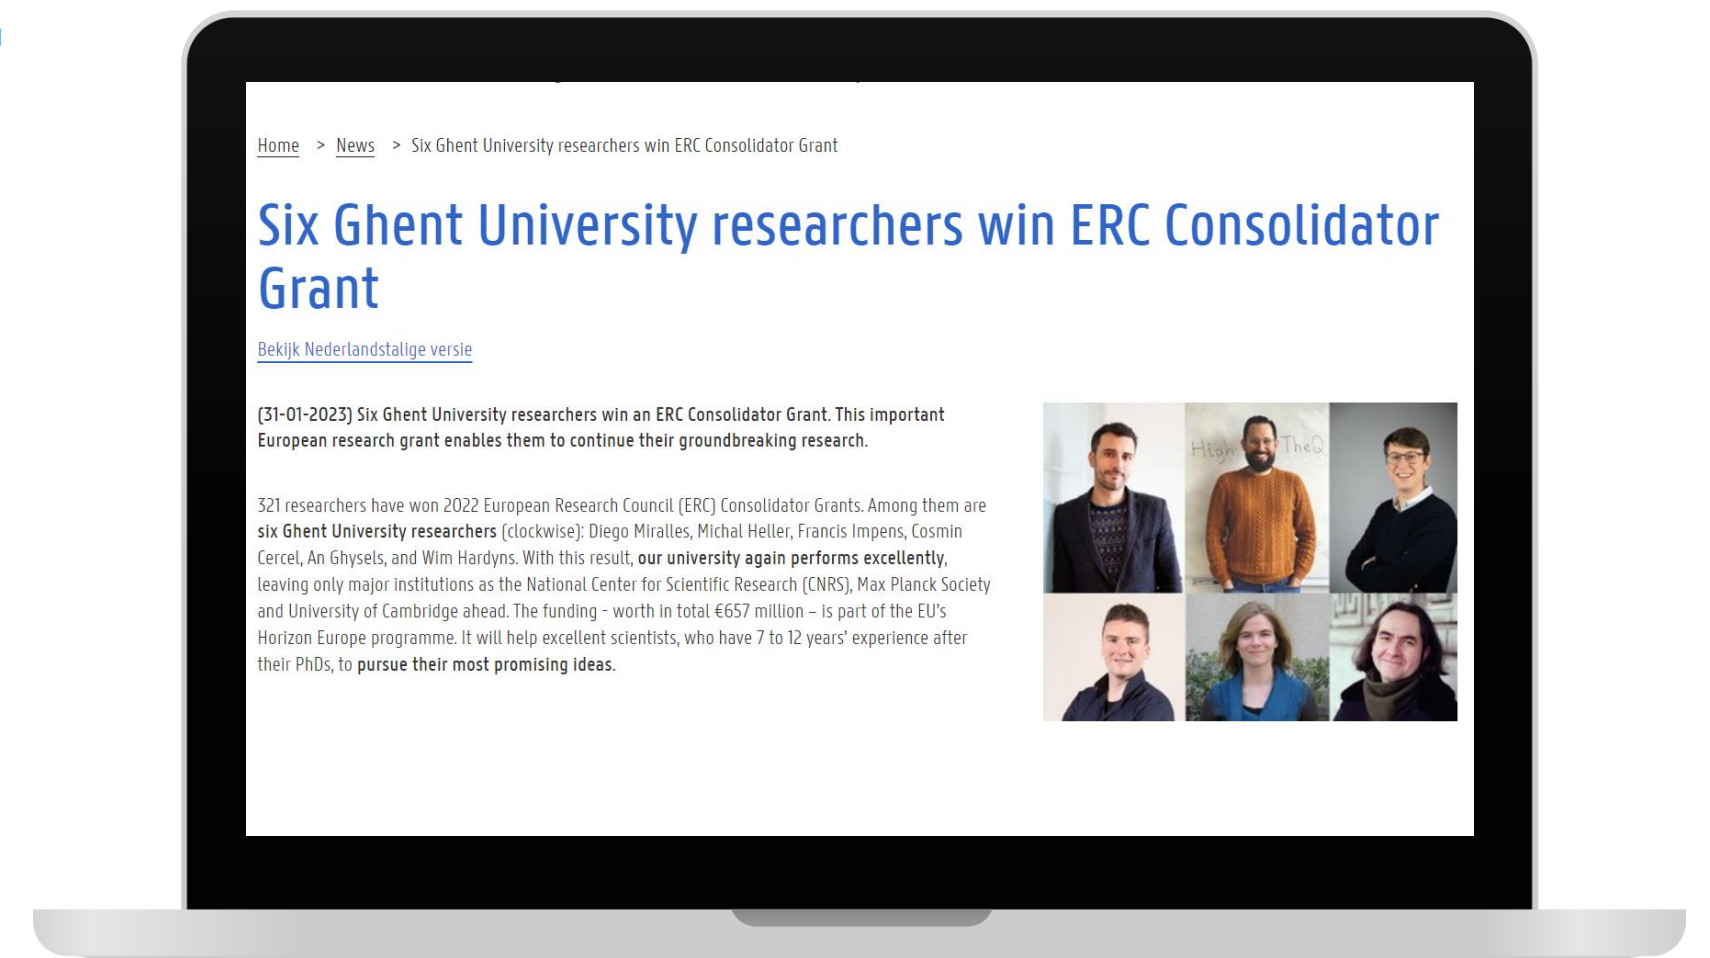 Home > News > Six Ghent University researchers win ERC Consolidator Grant
Six Ghent University researchers win ERC Consolidator
Grant
Bekijk Nederlandstalige versie
(31-01-2023) Six Ghent University researchers win an ERC Consolidator Grant. This important
European research grant enables them to continue their groundbreaking research.
321 researchers have won 2022 European Research Council (ERC) Consolidator Grants. Among them are
six Ghent University researchers (clockwise): Diego Miralles, Michal Heller, Francis Impens, Cosmin
Cercel, An Ghysels, and Wim Hardyns. With this result, our university again performs excellently,
leaving only major institutions as the National Center for Scientific Research (CNRS), Max Planck Society
and University of Cambridge ahead. The funding - worth in total €657 million – is part of the EU's
Horizon Europe programme. It will help excellent scientists, who have 7 to 12 years’ experience after
their PhDs, to pursue their most promising ideas.
High TheQ